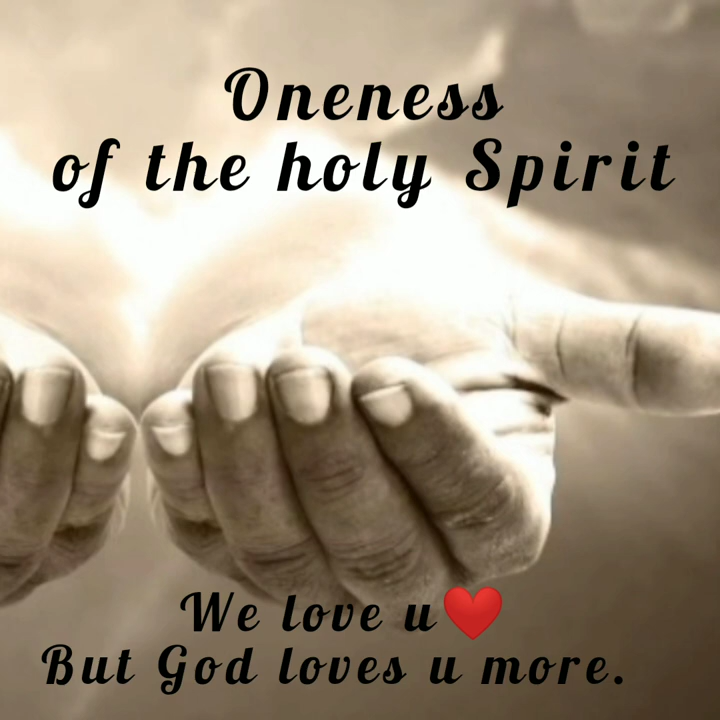 Oneness
of the holy Spirit
We love u❤️
But God loves u more.